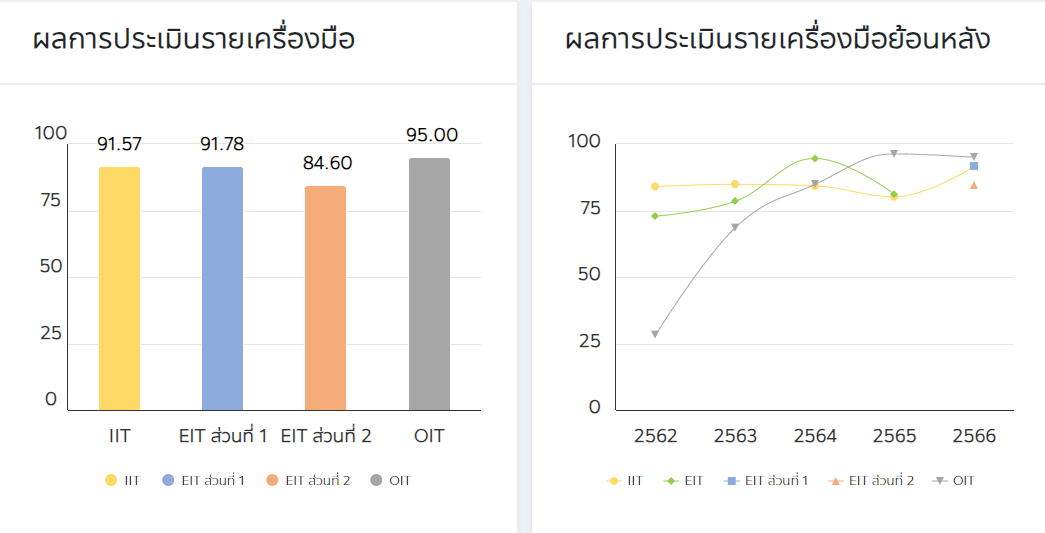 ผลการประเมินรายเครื่องมือ
100
75
50
25
0
91.57
91.78
84.60
95.00
IIT
EIT ส่วนที่ 1
EIT ส่วนที่ 2
OIT
IIT
EIT ส่วนที่ 1
EIT ส่วนที่ 2
OIT
ผลการประเมินรายเครื่องมือย้อนหลัง
100
75
50
25
0
2562
2563
2564
2565
2566
IIT
EIT
EIT ส่วนที่ 1
EIT ส่วนที่ 2
OIT